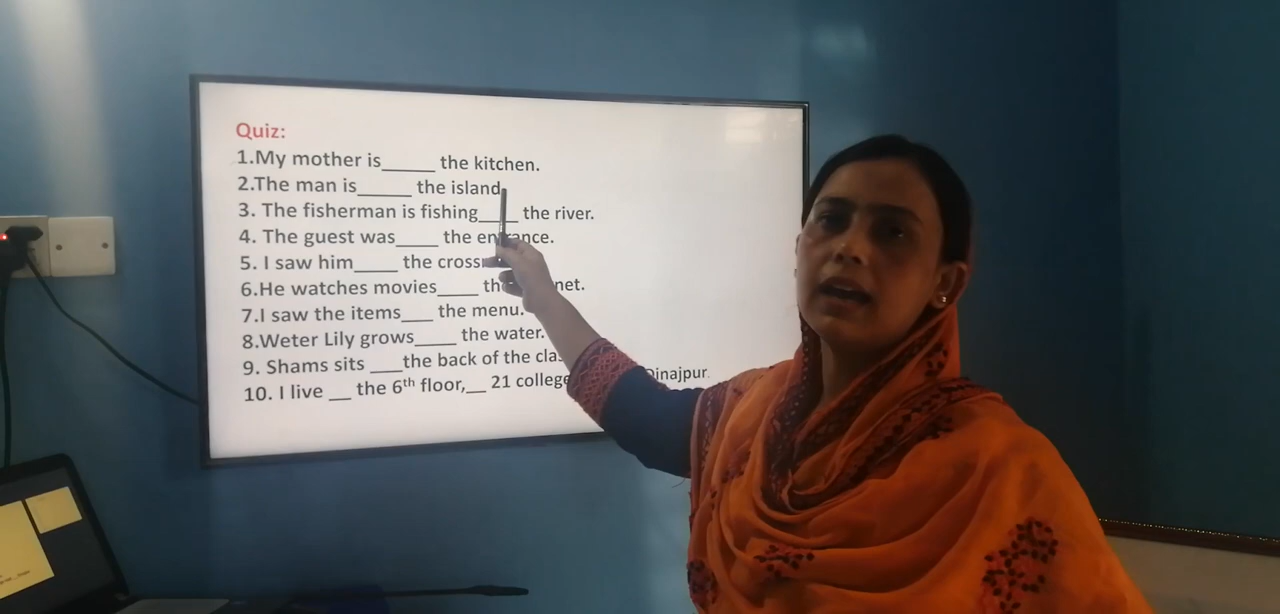 Quiz:
1.My mother is_____ the kitchen.
2.The man is_____ the island
3. The fisherman is fishing____ the river.
4. The guest was____ the entrance.
5. I saw him____ the cross
6.He watches movies____ net.
7.I saw the items___ the menu.
8.Weter Lily grows____ the water.
9. Shams sits ___the back of the
10. I live __ the 6th floor,__ 21 college Dinajpur.